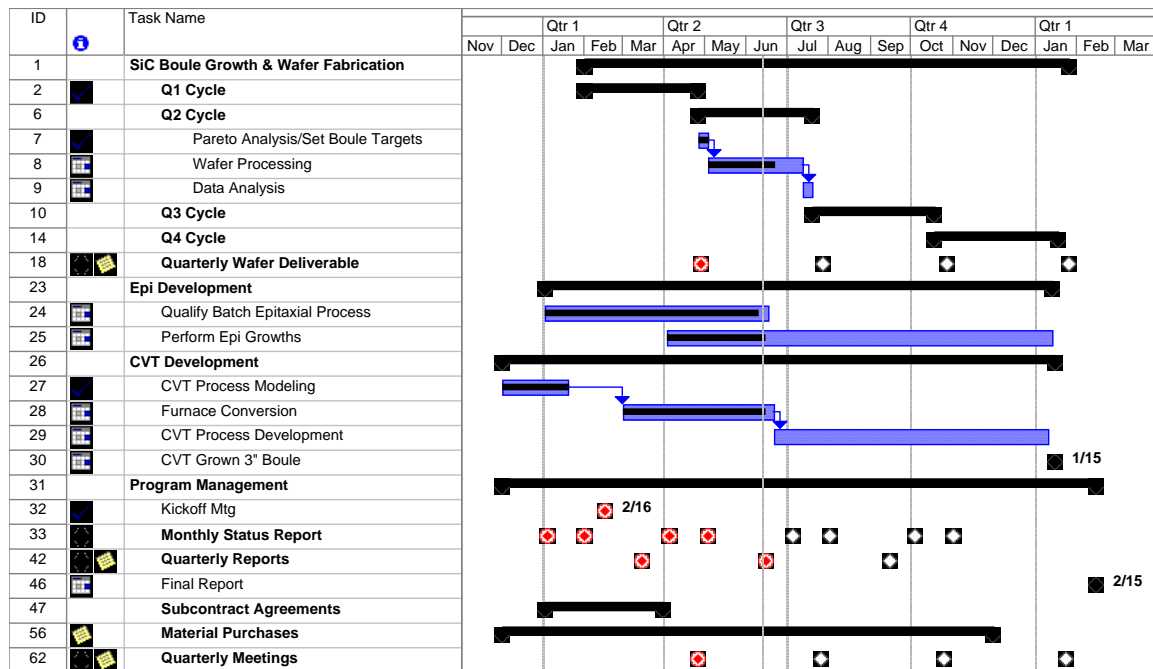 ID Task Name Qtr 1 Qtr 2 Qtr 3 Qtr 4 Qtr 1
Nov Dec Jan Feb Mar Apr May Jun Jul Aug Sep Oct Nov Dec Jan Feb Mar
1 SiC Boule Growth & Wafer Fabrication
2 Q1 Cycle
6 Q2 Cycle
7 Pareto Analysis/Set Boule Targets
8 Wafer Processing
9 Data Analysis
10 Q3 Cycle
14 Q4 Cycle
18 Quarterly Wafer Deliverable
23 Epi Development
24 Qualify Batch Epitaxial Process
25 Perform Epi Growths
26 CVT Development
27 CVT Process Modeling
28 Furnace Conversion
29 CVT Process Development
30 CVT Grown 3" Boule 1/15
31 Program Management
32 Kickoff Mtg 2/16
33 Monthly Status Report
42 Quarterly Reports
46 Final Report 2/15
47 Subcontract Agreements
56 Material Purchases
62 Quarterly Meetings